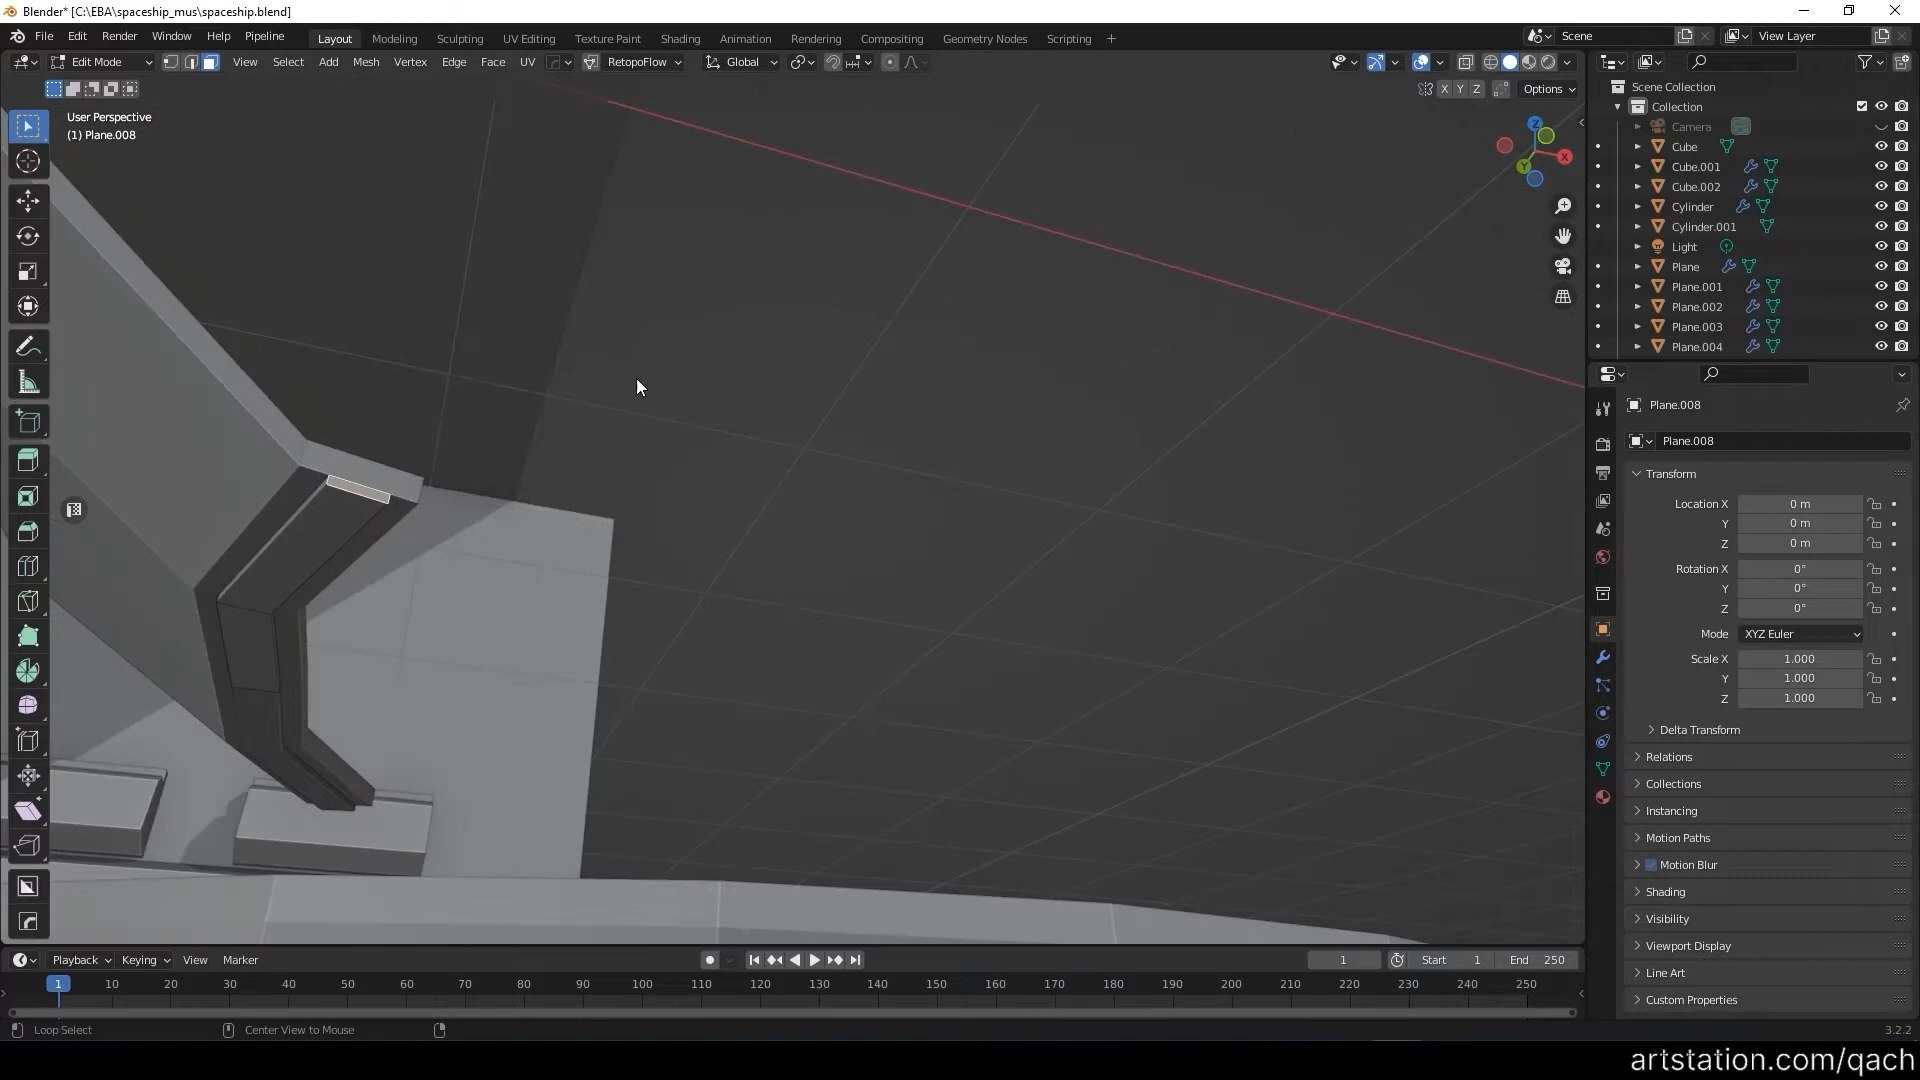 Blender* [C:\EBA\spaceship_mus\spaceship.blend]
File Edit Render Window Help Pipeline Layout Modeling Sculpting UV Editing Texture Paint Shading Animation Rendering Compositing Geometry Nodes Scripting + Scene View Layer
Edit Mode View Select Add Mesh Vertex Edge Face UV RetopoFlow Global
X Y Z Options
User Perspective
(1) Plane.008
Z
X
Y
Scene Collection
Collection
Camera
Cube
Cube.001
Cube.002
Cylinder
Cylinder.001
Light
Plane
Plane.001
Plane.002
Plane.003
Plane.004
Plane.008
Plane.008
Transform
Location X 0 m
Y 0 m
Z 0 m
Rotation X 0°
Y 0°
Z 0°
Mode XYZ Euler
Scale X 1.000
Y 1.000
Z 1.000
Delta Transform
Relations
Collections
Instancing
Motion Paths
Motion Blur
Shading
Visibility
Viewport Display
Line Art
Custom Properties
Playback Keying View Marker 1 Start 1 End 250
1 10 20 30 40 50 60 70 80 90 100 110 120 130 140 150 160 170 180 190 200 210 220 230 240 250
Loop Select Center View to Mouse 3.2.2
artstation.com/qach